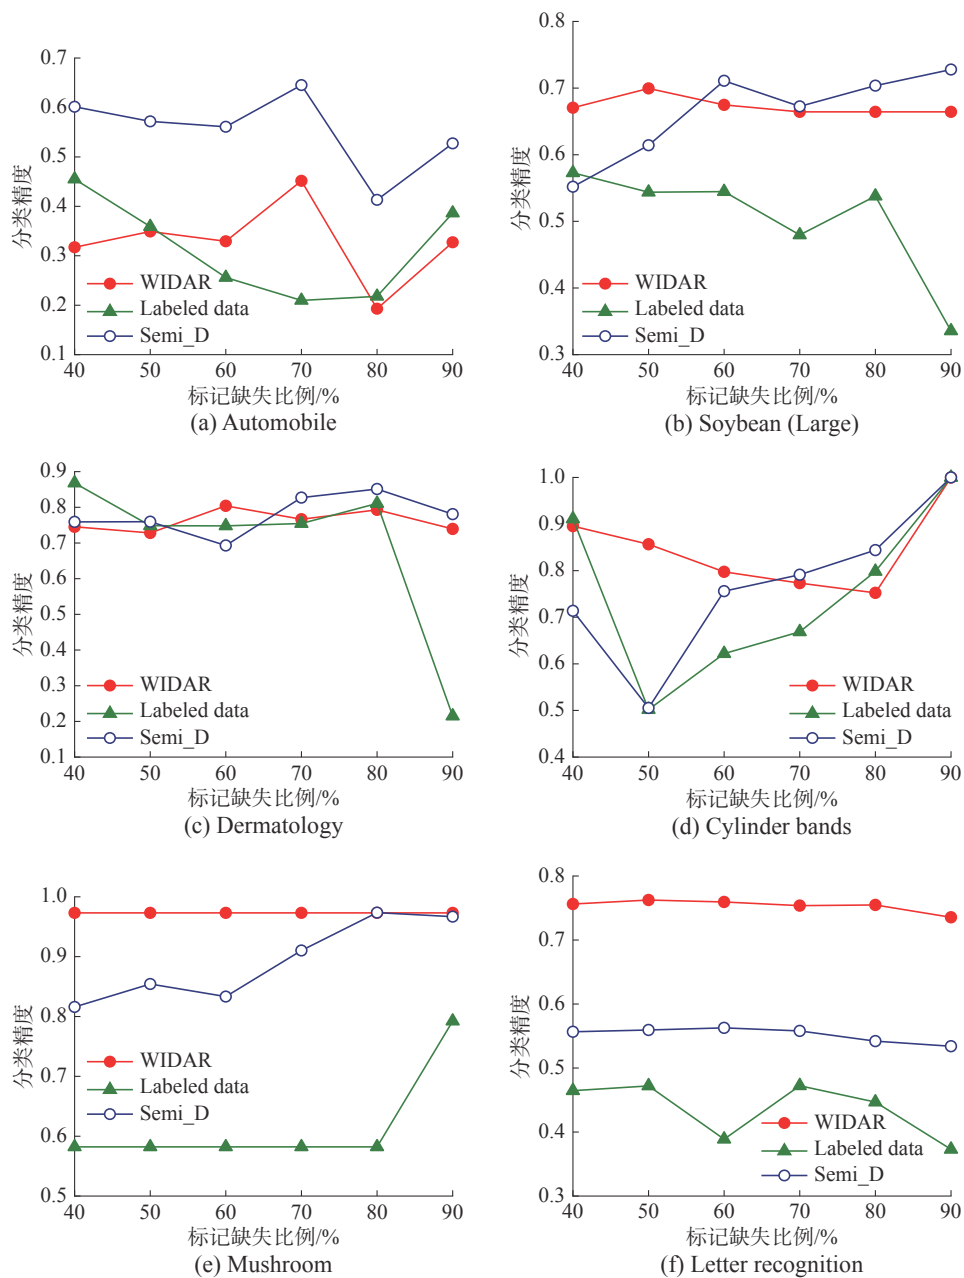 0.7
0.6
0.5
0.4
0.3
0.2
0.1
分类精度
WIDAR
Labeled data
Semi_D
40 50 60 70 80 90
标记缺失比例/%
(a) Automobile
0.8
0.7
0.6
0.5
0.4
0.3
分类精度
WIDAR
Labeled data
Semi_D
40 50 60 70 80 90
标记缺失比例/%
(b) Soybean (Large)
0.9
0.8
0.7
0.6
0.5
0.4
0.3
0.2
0.1
分类精度
WIDAR
Labeled data
Semi_D
40 50 60 70 80 90
标记缺失比例/%
(c) Dermatology
1.0
0.9
0.8
0.7
0.6
0.5
0.4
分类精度
WIDAR
Labeled data
Semi_D
40 50 60 70 80 90
标记缺失比例/%
(d) Cylinder bands
1.0
0.9
0.8
0.7
0.6
0.5
分类精度
WIDAR
Labeled data
Semi_D
40 50 60 70 80 90
标记缺失比例/%
(e) Mushroom
0.8
0.7
0.6
0.5
0.4
0.3
分类精度
WIDAR
Labeled data
Semi_D
40 50 60 70 80 90
标记缺失比例/%
(f) Letter recognition